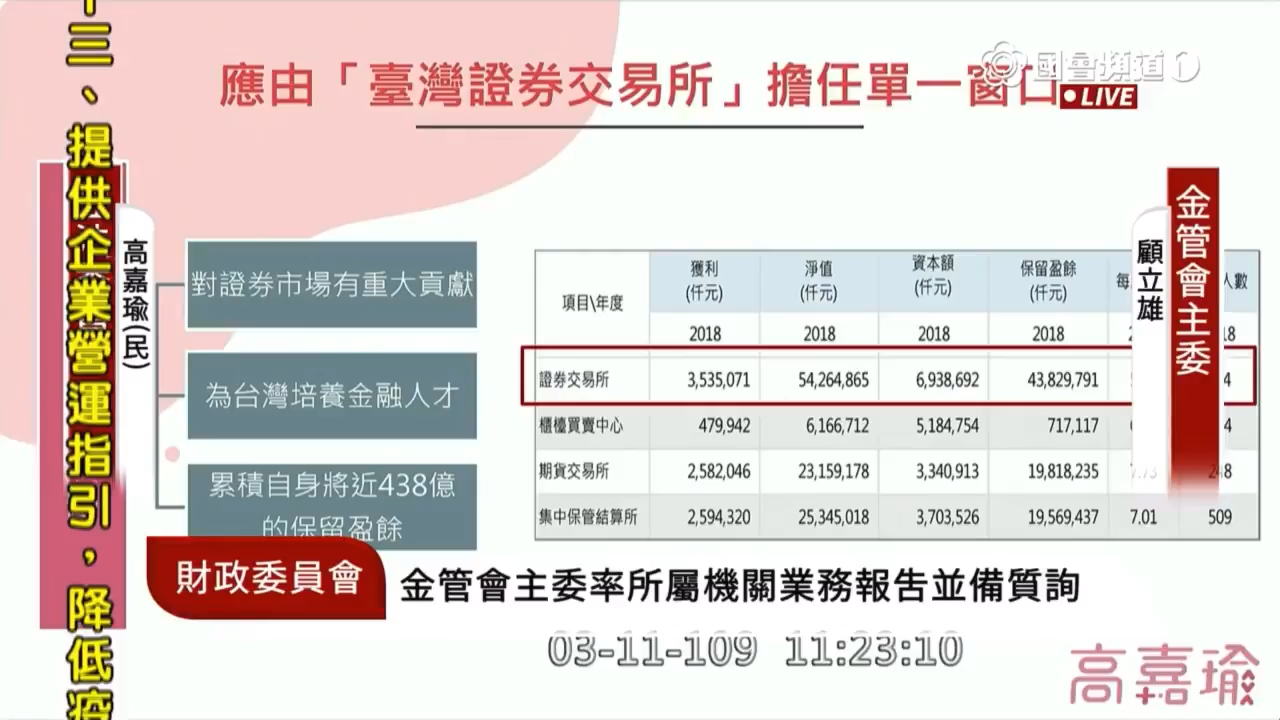 應由「臺灣證券交易所」擔任單一窗口
國會頻道1
LIVE
十三、提供企業營運指引，降低疫
高嘉瑜(民)
對證券市場有重大貢獻
為台灣培養金融人才
累積自身將近438億
的保留盈餘
項目\年度 獲利(仟元) 淨值(仟元) 資本額(仟元) 保留盈餘(仟元) 每 人數
2018 2018 2018 2018 18
證券交易所 3,535,071 54,264,865 6,938,692 43,829,791 4
櫃檯買賣中心 479,942 6,166,712 5,184,754 717,117 4
期貨交易所 2,582,046 23,159,178 3,340,913 19,818,235
集中保管結算所 2,594,320 25,345,018 3,703,526 19,569,437 7.01 509
金管會主委
顧立雄
財政委員會
金管會主委率所屬機關業務報告並備質詢
03-11-109 11:23:10
高嘉瑜